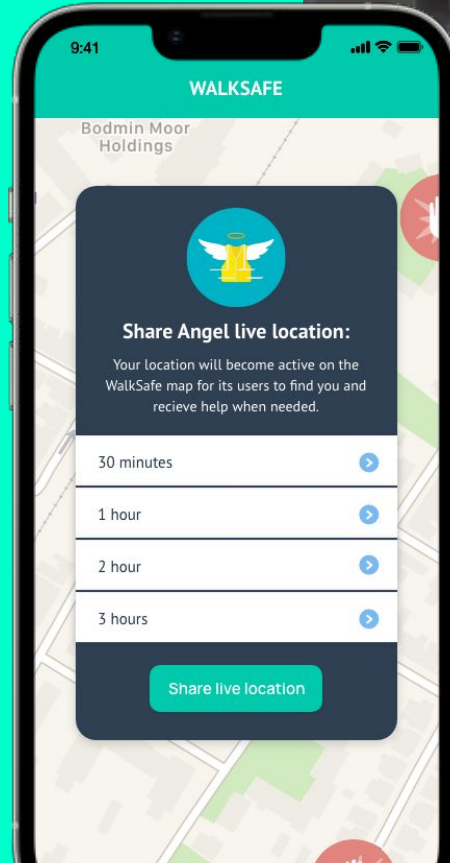 9:41
WALKSAFE
Bodmin Moor
Holdings
Share Angel live location:
Your location will become active on the
WalkSafe map for its users to find you and
recieve help when needed.
30 minutes
1 hour
2 hour
3 hours
Share live location